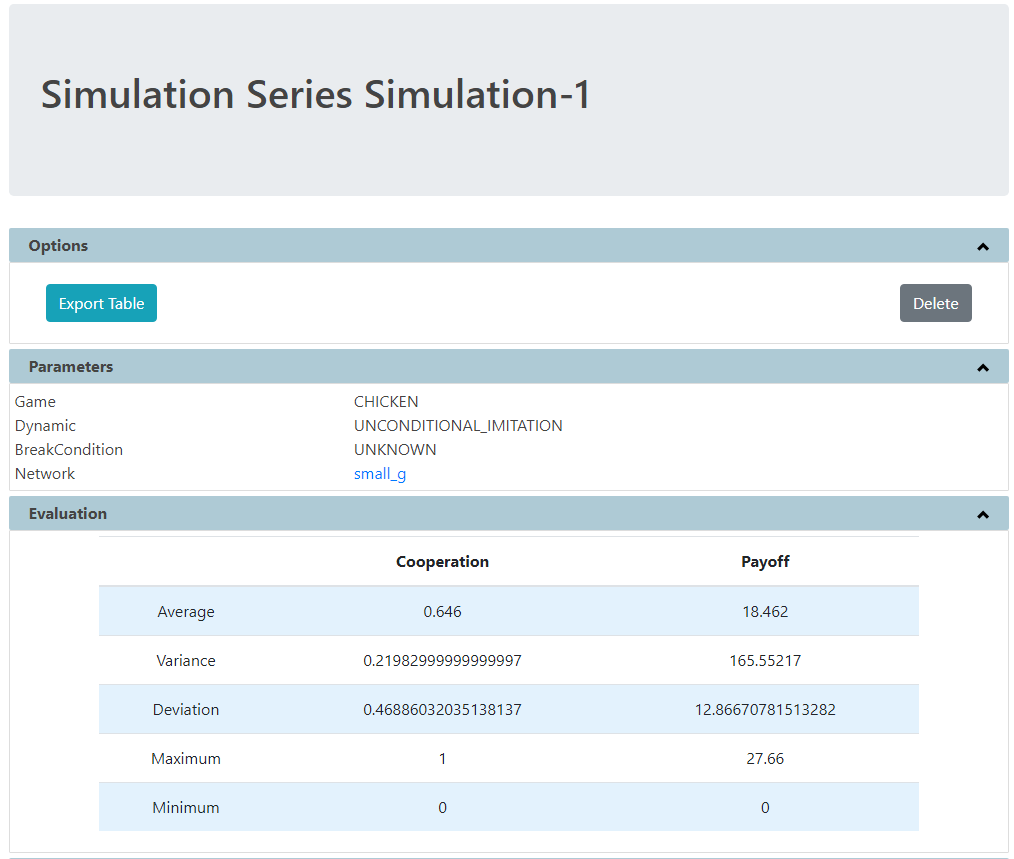 Simulation Series Simulation-1
Options
Export Table Delete
Parameters
Game CHICKEN
Dynamic UNCONDITIONAL_IMITATION
BreakCondition UNKNOWN
Network small_g
Evaluation
Cooperation Payoff
Average 0.646 18.462
Variance 0.21982999999999997 165.55217
Deviation 0.46886032035138137 12.86670781513282
Maximum 1 27.66
Minimum 0 0